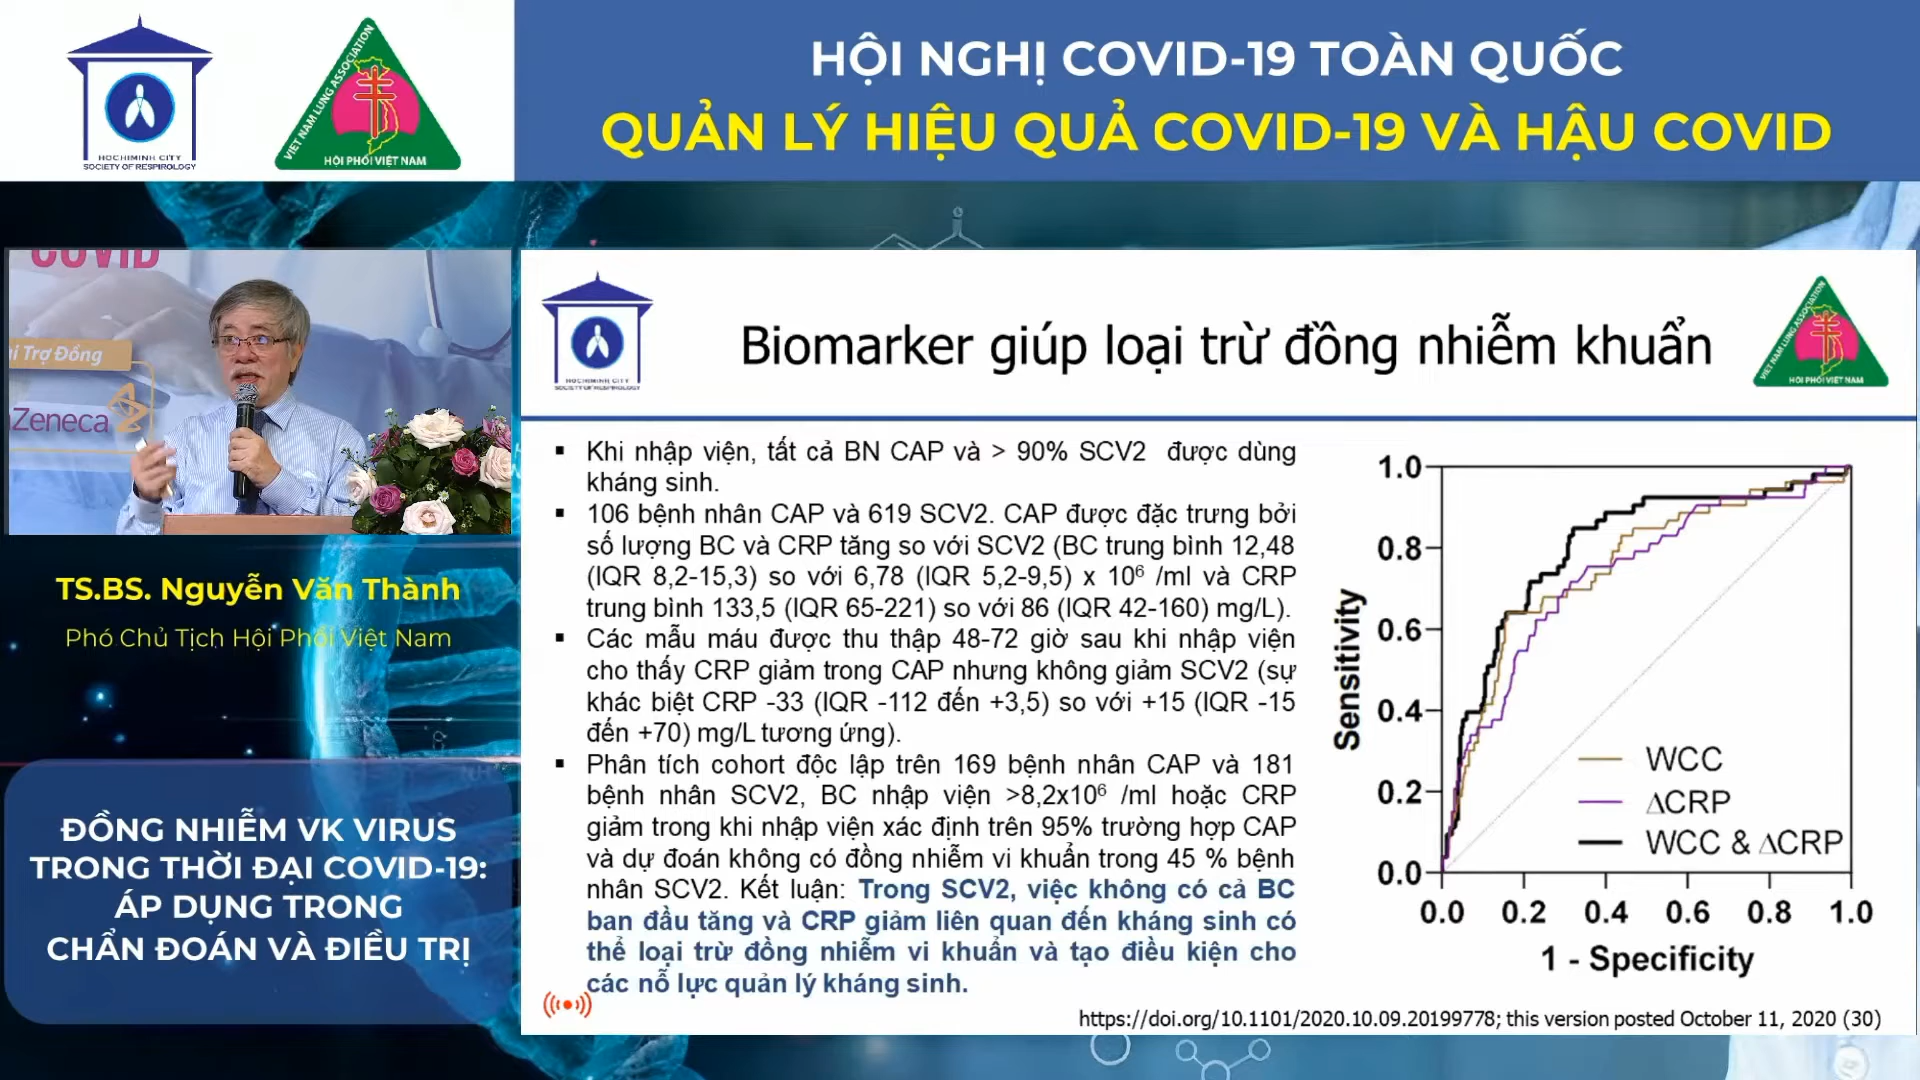 HOCHIMINH CITY
SOCIETY OF RESPIROLOGY
VIET NAM LUNG ASSOCIATION
HỘI PHỔI VIỆT NAM
HỘI NGHỊ COVID-19 TOÀN QUỐC
QUẢN LÝ HIỆU QUẢ COVID-19 VÀ HẬU COVID
COVID
i Trợ Đồng
Zeneca
TS.BS. Nguyễn Văn Thành
Phó Chủ Tịch Hội Phổi Việt Nam
ĐỒNG NHIỄM VK VIRUS
TRONG THỜI ĐẠI COVID-19:
ÁP DỤNG TRONG
CHẨN ĐOÁN VÀ ĐIỀU TRỊ
HOCHIMINH CITY
SOCIETY OF RESPIROLOGY
Biomarker giúp loại trừ đồng nhiễm khuẩn
VIET NAM LUNG ASSOCIATION
HỘI PHỔI VIỆT NAM
▪ Khi nhập viện, tất cả BN CAP và > 90% SCV2 được dùng
kháng sinh.
▪ 106 bệnh nhân CAP và 619 SCV2. CAP được đặc trưng bởi
số lượng BC và CRP tăng so với SCV2 (BC trung bình 12,48
(IQR 8,2-15,3) so với 6,78 (IQR 5,2-9,5) x 10⁶ /ml và CRP
trung bình 133,5 (IQR 65-221) so với 86 (IQR 42-160) mg/L).
▪ Các mẫu máu được thu thập 48-72 giờ sau khi nhập viện
cho thấy CRP giảm trong CAP nhưng không giảm SCV2 (sự
khác biệt CRP -33 (IQR -112 đến +3,5) so với +15 (IQR -15
đến +70) mg/L tương ứng).
▪ Phân tích cohort độc lập trên 169 bệnh nhân CAP và 181
bệnh nhân SCV2, BC nhập viện >8,2x10⁶ /ml hoặc CRP
giảm trong khi nhập viện xác định trên 95% trường hợp CAP
và dự đoán không có đồng nhiễm vi khuẩn trong 45 % bệnh
nhân SCV2. Kết luận: Trong SCV2, việc không có cả BC
ban đầu tăng và CRP giảm liên quan đến kháng sinh có
thể loại trừ đồng nhiễm vi khuẩn và tạo điều kiện cho
các nỗ lực quản lý kháng sinh.
Sensitivity
1.0
0.8
0.6
0.4
0.2
0.0
WCC
ΔCRP
WCC & ΔCRP
0.0 0.2 0.4 0.6 0.8 1.0
1 - Specificity
https://doi.org/10.1101/2020.10.09.20199778; this version posted October 11, 2020 (30)